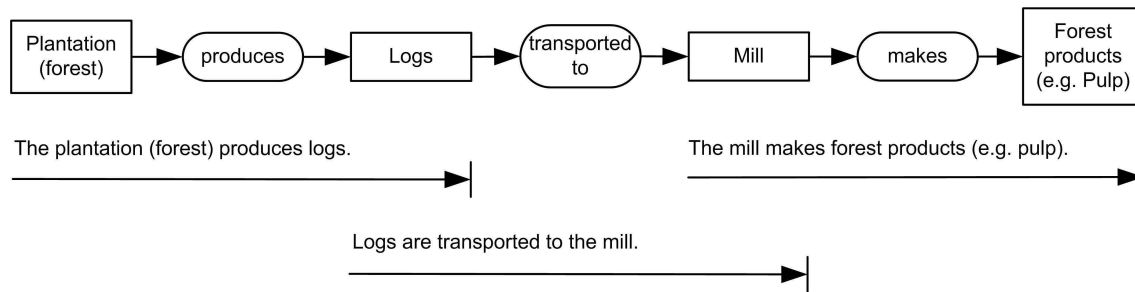 Plantation
(forest)
produces
Logs
transported
to
Mill
makes
Forest
products
(e.g. Pulp)
The plantation (forest) produces logs.
The mill makes forest products (e.g. pulp).
Logs are transported to the mill.